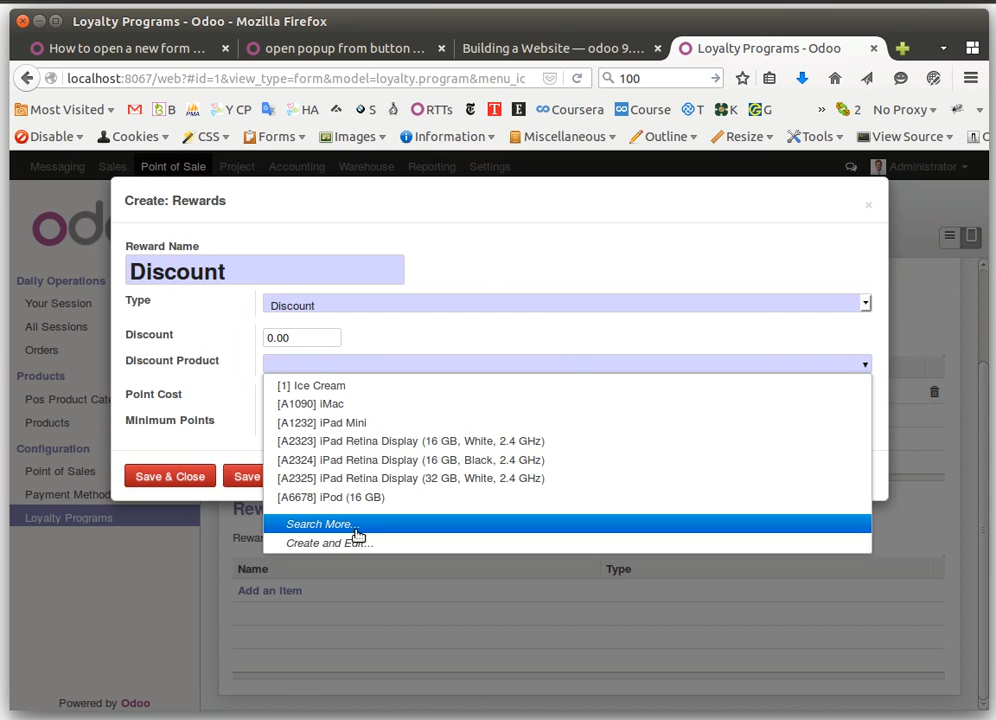 Loyalty Programs - Odoo - Mozilla Firefox
How to open a new form ...
open popup from button ...
Building a Website — odoo 9....
Loyalty Programs - Odoo
localhost:8067/web?#id=1&view_type=form&model=loyalty.program&menu_ic
100
Most Visited
B
Y CP
HA
S
RTTs
Coursera
Course
T
K
G
»
2
No Proxy
»
Disable
Cookies
CSS
Forms
Images
Information
Miscellaneous
Outline
Resize
Tools
View Source
Messaging
Sales
Point of Sale
Project
Accounting
Warehouse
Reporting
Settings
Administrator
Create: Rewards
×
Reward Name
Discount
Type
Discount
Discount
0.00
Discount Product
[1] Ice Cream
[A1090] iMac
[A1232] iPad Mini
[A2323] iPad Retina Display (16 GB, White, 2.4 GHz)
[A2324] iPad Retina Display (16 GB, Black, 2.4 GHz)
[A2325] iPad Retina Display (32 GB, White, 2.4 GHz)
[A6678] iPod (16 GB)
Search More...
Create and Edit...
Point Cost
Minimum Points
Save & Close
Save
Daily Operations
Your Session
All Sessions
Orders
Products
Pos Product Cate
Products
Configuration
Point of Sales
Payment Method
Loyalty Programs
Name
Type
Add an item
Powered by Odoo